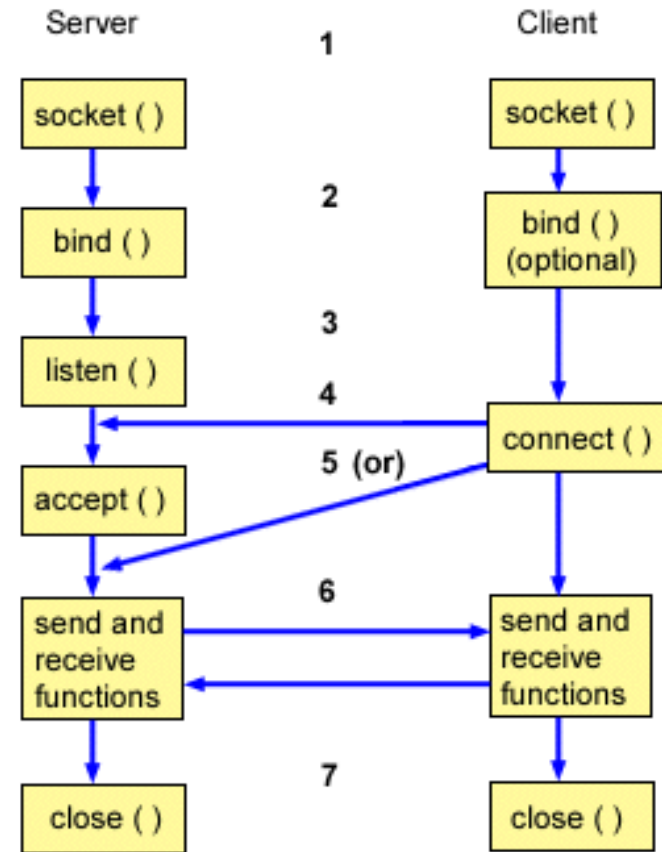 Server
1
Client
socket ( )
socket ( )
2
bind ( )
bind ( )
(optional)
3
listen ( )
4
connect ( )
5 (or)
accept ( )
6
send and
receive
functions
send and
receive
functions
7
close ( )
close ( )